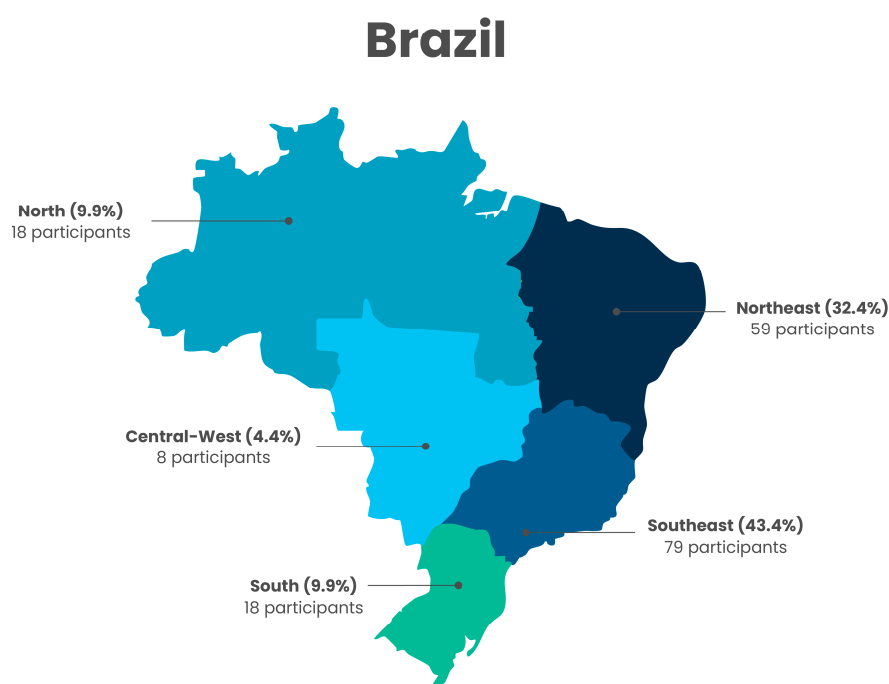 Brazil
North (9.9%)
18 participants
Northeast (32.4%)
59 participants
Central-West (4.4%)
8 participants
Southeast (43.4%)
79 participants
South (9.9%)
18 participants